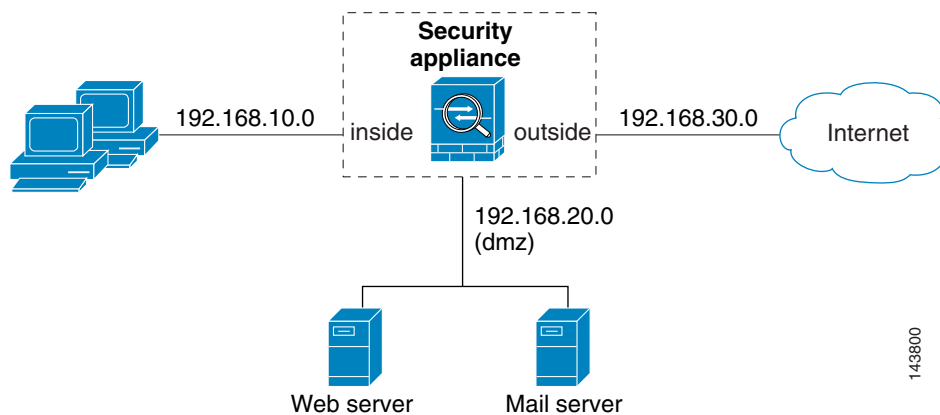 Security
appliance
192.168.10.0
inside
outside
192.168.30.0
Internet
192.168.20.0
(dmz)
Web server
Mail server
143800